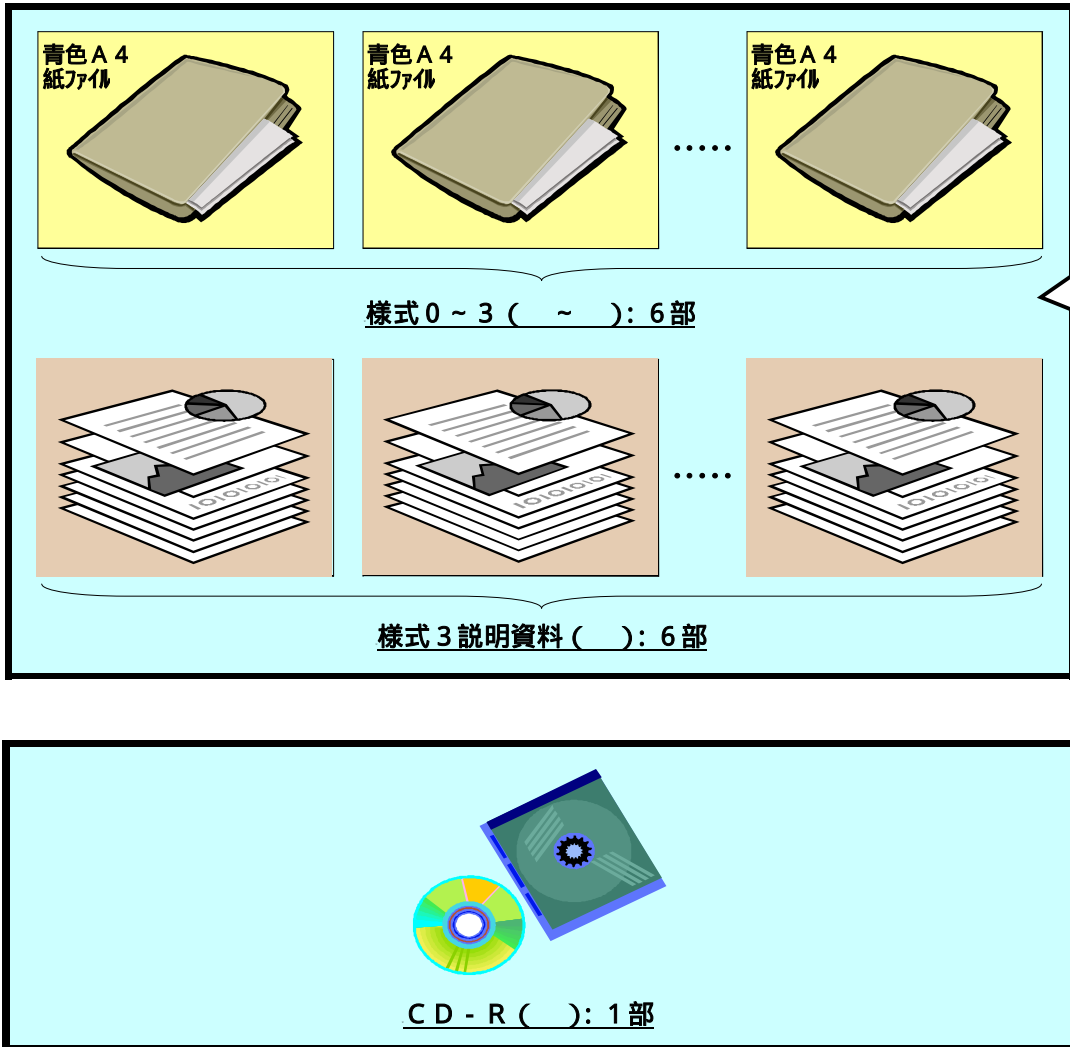 青色Ａ４
紙ﾌｧｲﾙ
青色Ａ４
紙ﾌｧｲﾙ
青色Ａ４
紙ﾌｧｲﾙ
・・・・・
様式０～３（　～　）：６部
・・・・・
様式３説明資料（　）：６部
ＣＤ－Ｒ（　）：１部